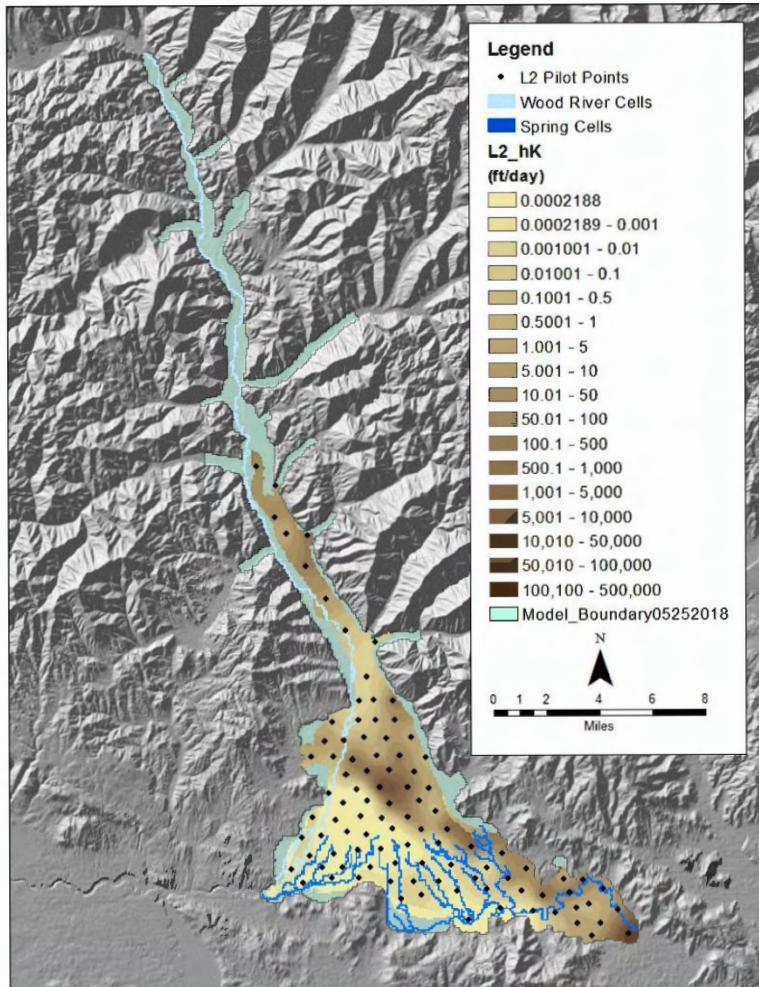 Legend
L2 Pilot Points
Wood River Cells
Spring Cells
L2_hK
(ft/day)
0.0002188
0.0002189 - 0.001
0.001001 - 0.01
0.01001 - 0.1
0.1001 - 0.5
0.5001 - 1
1.001 - 5
5.001 - 10
10.01 - 50
50.01 - 100
100.1 - 500
500.1 - 1,000
1,001 - 5,000
5,001 - 10,000
10,010 - 50,000
50,010 - 100,000
100,100 - 500,000
Model_Boundary05252018
N
0 1 2 4 6 8
Miles